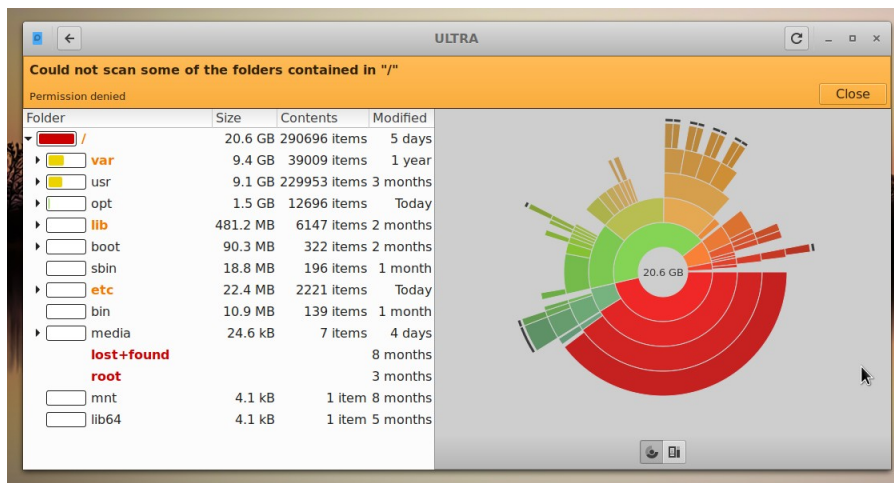 ULTRA
Could not scan some of the folders contained in "/"
Permission denied
Close
Folder Size Contents Modified
/ 20.6 GB 290696 items 5 days
var 9.4 GB 39009 items 1 year
usr 9.1 GB 229953 items 3 months
opt 1.5 GB 12696 items Today
lib 481.2 MB 6147 items 2 months
boot 90.3 MB 322 items 2 months
sbin 18.8 MB 196 items 1 month
etc 22.4 MB 2221 items Today
bin 10.9 MB 139 items 1 month
media 24.6 kB 7 items 4 days
lost+found 8 months
root 3 months
mnt 4.1 kB 1 item 8 months
lib64 4.1 kB 1 item 5 months
20.6 GB